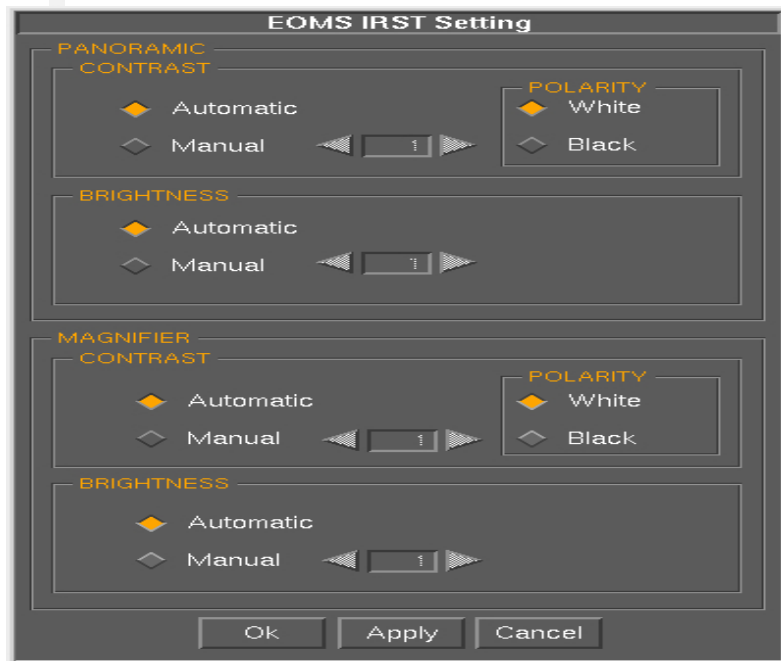 EOMS IRST Setting
PANORAMIC
CONTRAST
Automatic
Manual
1
POLARITY
White
Black
BRIGHTNESS
Automatic
Manual
1
MAGNIFIER
CONTRAST
Automatic
Manual
1
POLARITY
White
Black
BRIGHTNESS
Automatic
Manual
1
Ok
Apply
Cancel